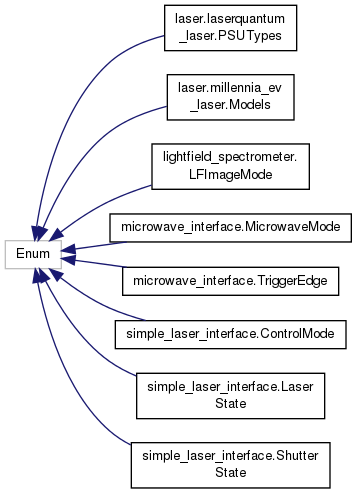 laser.laserquantum
_laser.PSUTypes
laser.millennia_ev
_laser.Models
lightfield_spectrometer.
LFImageMode
microwave_interface.MicrowaveMode
Enum
microwave_interface.TriggerEdge
simple_laser_interface.ControlMode
simple_laser_interface.Laser
State
simple_laser_interface.Shutter
State